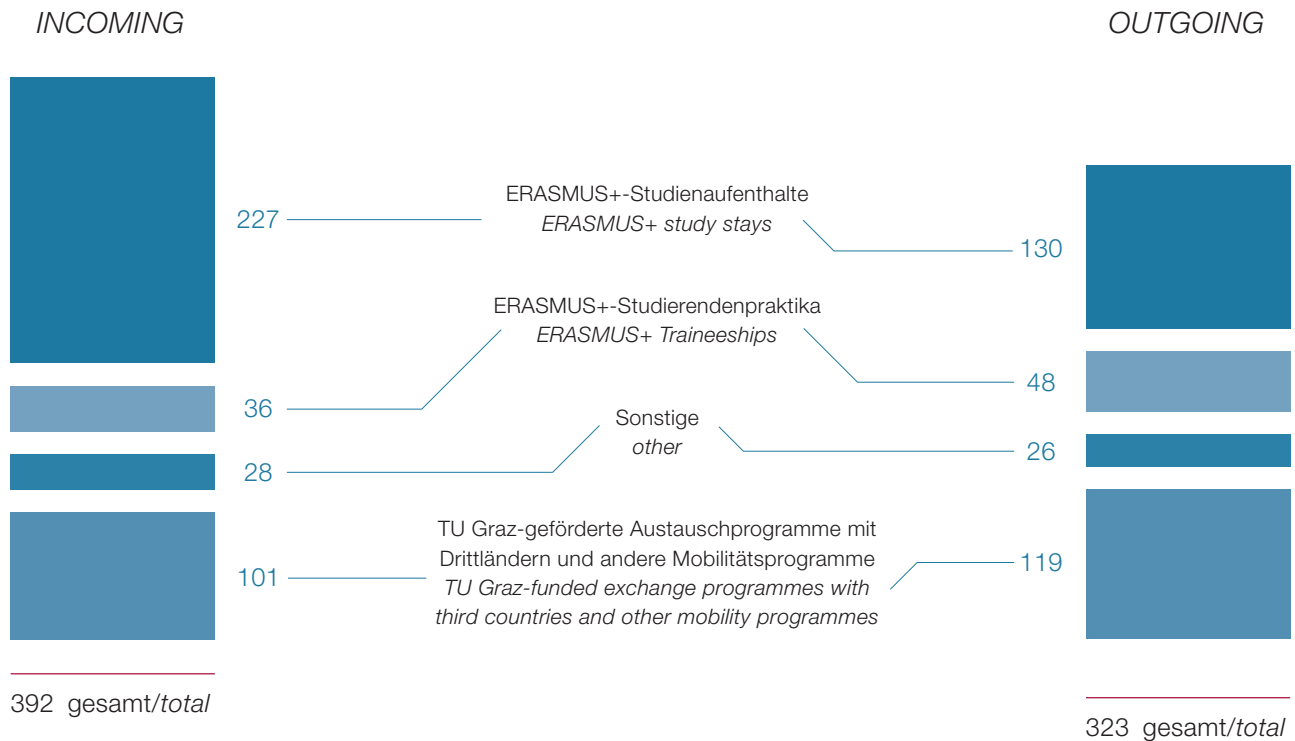 INCOMING
OUTGOING
227
ERASMUS+-Studienaufenthalte
ERASMUS+ study stays
130
ERASMUS+-Studierendenpraktika
ERASMUS+ Traineeships
36
48
Sonstige
other
28
26
TU Graz-geförderte Austauschprogramme mit
Drittländern und andere Mobilitätsprogramme
TU Graz-funded exchange programmes with
third countries and other mobility programmes
101
119
392 gesamt/total
323 gesamt/total